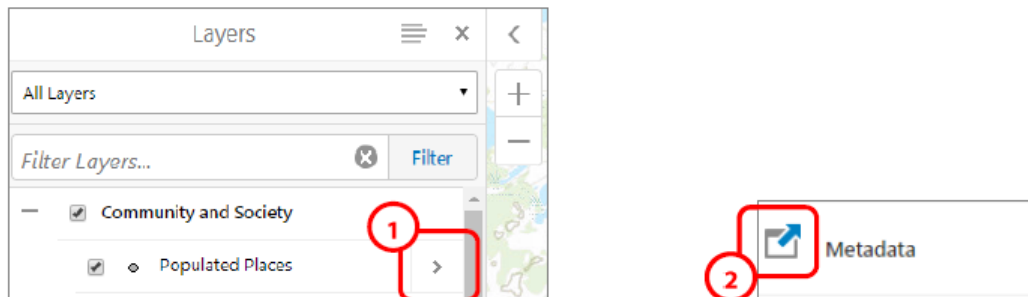 Layers
All Layers
Filter Layers...
Filter
Community and Society
1
Populated Places
2
Metadata